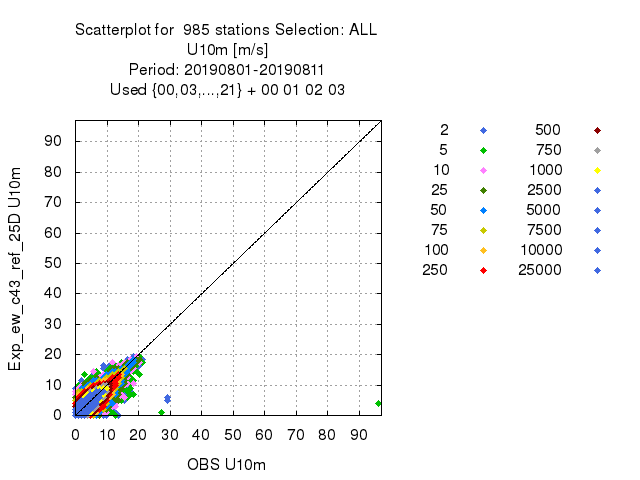 Scatterplot for  985 stations Selection: ALL
U10m [m/s]
Period: 20190801-20190811
Used {00,03,...,21} + 00 01 02 03
Exp_ew_c43_ref_25D U10m
90
80
70
60
50
40
30
20
10
0
0 10 20 30 40 50 60 70 80 90
OBS U10m
2 500
5 750
10 1000
25 2500
50 5000
75 7500
100 10000
250 25000